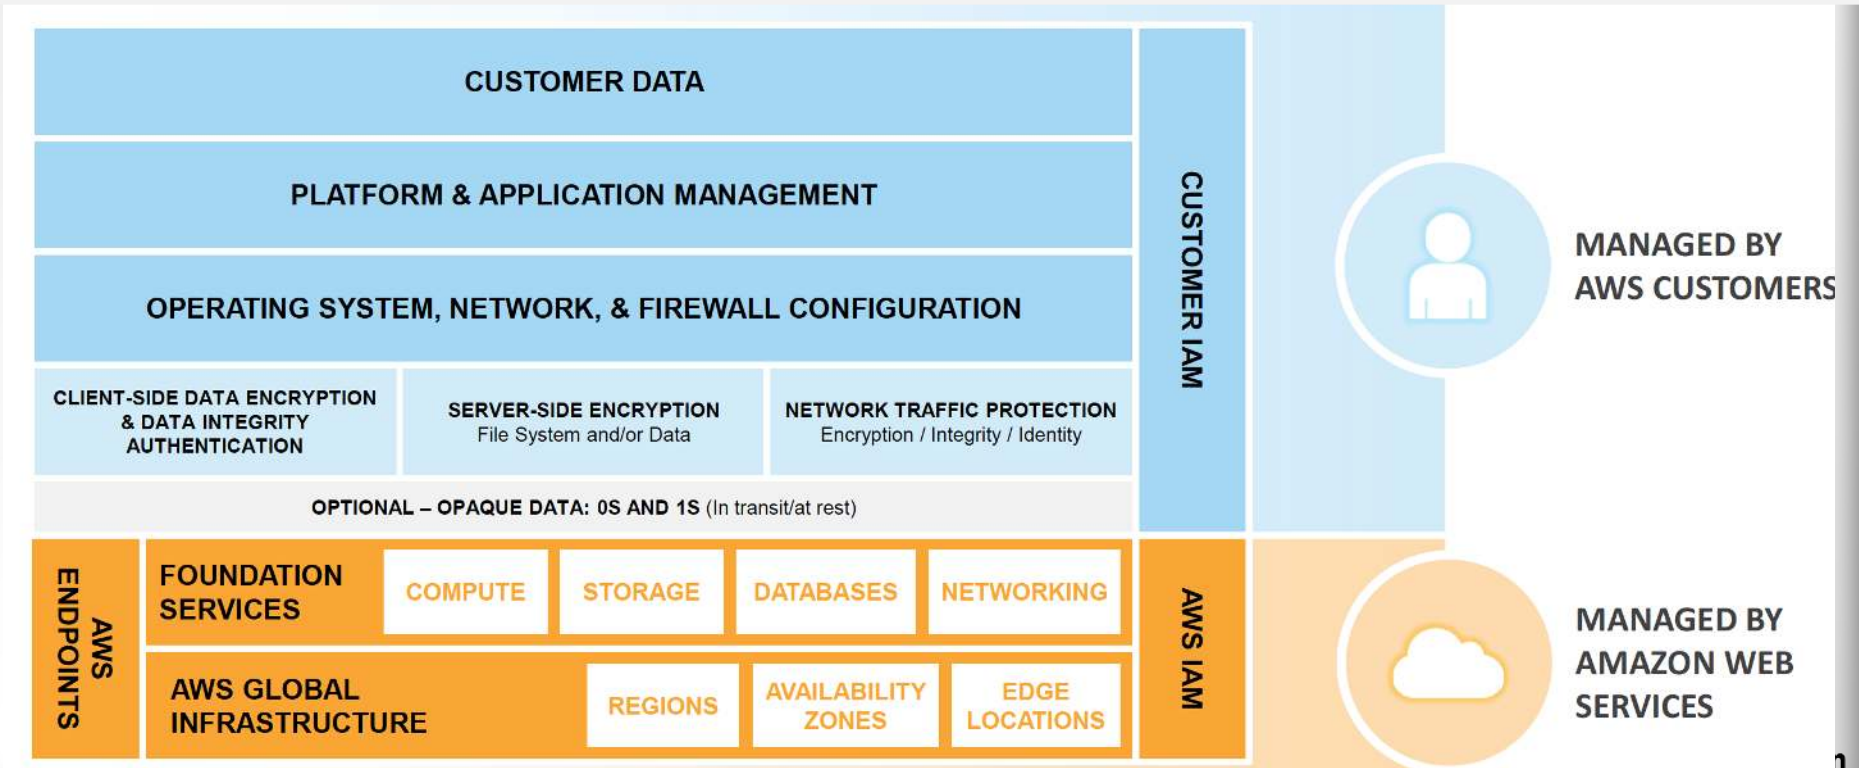 CUSTOMER DATA
PLATFORM & APPLICATION MANAGEMENT
OPERATING SYSTEM, NETWORK, & FIREWALL CONFIGURATION
CLIENT-SIDE DATA ENCRYPTION
& DATA INTEGRITY
AUTHENTICATION
SERVER-SIDE ENCRYPTION
File System and/or Data
NETWORK TRAFFIC PROTECTION
Encryption / Integrity / Identity
OPTIONAL – OPAQUE DATA: 0S AND 1S (In transit/at rest)
CUSTOMER IAM
MANAGED BY
AWS CUSTOMERS
AWS
ENDPOINTS
FOUNDATION
SERVICES
COMPUTE
STORAGE
DATABASES
NETWORKING
AWS GLOBAL
INFRASTRUCTURE
REGIONS
AVAILABILITY
ZONES
EDGE
LOCATIONS
AWS IAM
MANAGED BY
AMAZON WEB
SERVICES